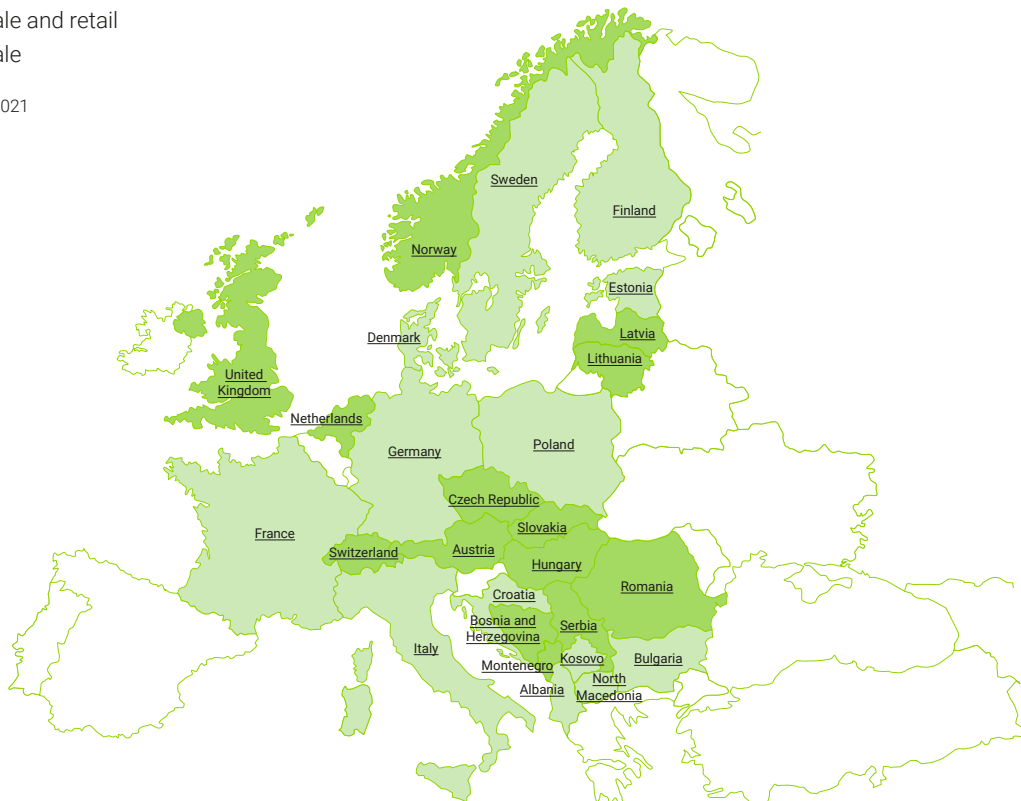 ale and retail
ale
021
Sweden
Finland
Norway
Estonia
Denmark
Latvia
Lithuania
United
Kingdom
Netherlands
Germany
Poland
Czech Republic
Slovakia
France
Switzerland
Austria
Hungary
Romania
Croatia
Bosnia and
Herzegovina
Serbia
Italy
Montenegro
Kosovo
Bulgaria
Albania
North
Macedonia